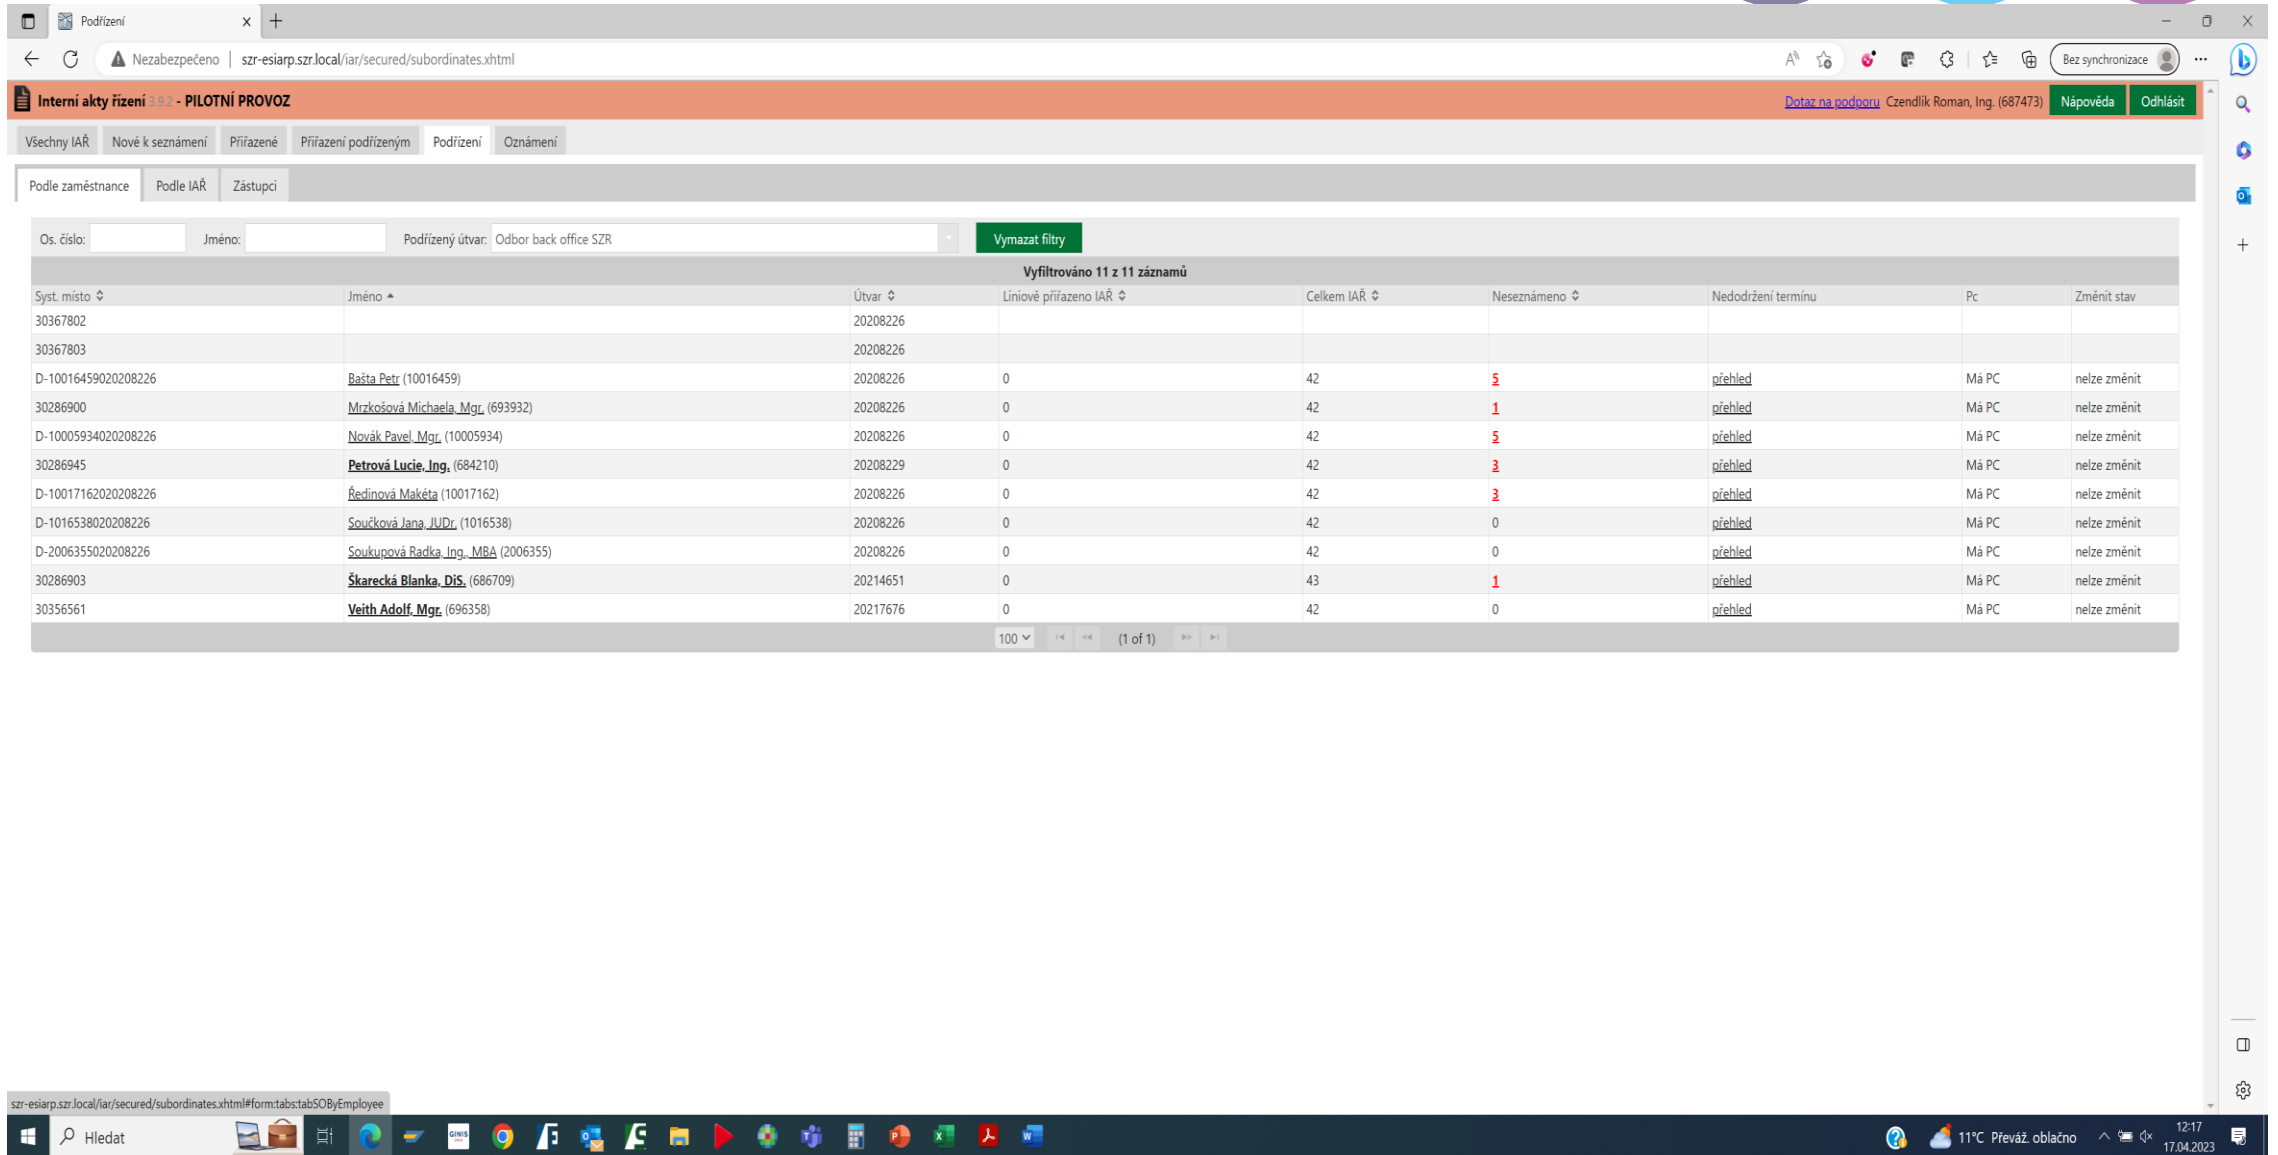 Podřízení
Nezabezpečeno | szr-esiarp.szr.local/iar/secured/subordinates.xhtml
Bez synchronizace
Interní akty řízení 3.9.2 - PILOTNÍ PROVOZ
Dotaz na podporu Czendlik Roman, Ing. (687473) Nápověda Odhlásit
Všechny IAŘ Nové k seznámení Přiřazené Přiřazení podřízeným Podřízení Oznámení
Podle zaměstnance Podle IAŘ Zástupci
Os. číslo: Jméno: Podřízený útvar: Odbor back office SZR Vymazat filtry
Vyfiltrováno 11 z 11 záznamů
Syst. místo Jméno Útvar Liniově přiřazeno IAŘ Celkem IAŘ Neseznámeno Nedodržení termínu Pc Změnit stav
30367802 20208226
30367803 20208226
D-10016459020208226 Bašta Petr (10016459) 20208226 0 42 5 přehled Má PC nelze změnit
30286900 Mrzkošová Michaela, Mgr. (693932) 20208226 0 42 1 přehled Má PC nelze změnit
D-10005934020208226 Novák Pavel, Mgr. (10005934) 20208226 0 42 5 přehled Má PC nelze změnit
30286945 Petrová Lucie, Ing. (684210) 20208229 0 42 3 přehled Má PC nelze změnit
D-10017162020208226 Ředinová Makéta (10017162) 20208226 0 42 3 přehled Má PC nelze změnit
D-1016538020208226 Součková Jana, JUDr. (1016538) 20208226 0 42 0 přehled Má PC nelze změnit
D-2006355020208226 Soukupová Radka, Ing., MBA (2006355) 20208226 0 42 0 přehled Má PC nelze změnit
30286903 Škarecká Blanka, DiS. (686709) 20214651 0 43 1 přehled Má PC nelze změnit
30356561 Veith Adolf, Mgr. (696358) 20217676 0 42 0 přehled Má PC nelze změnit
100 (1 of 1)
szr-esiarp.szr.local/iar/secured/subordinates.xhtml#form:tabs:tabSOByEmployee
Hledat
GINIS
11°C Převáž. oblačno
12:17
17.04.2023